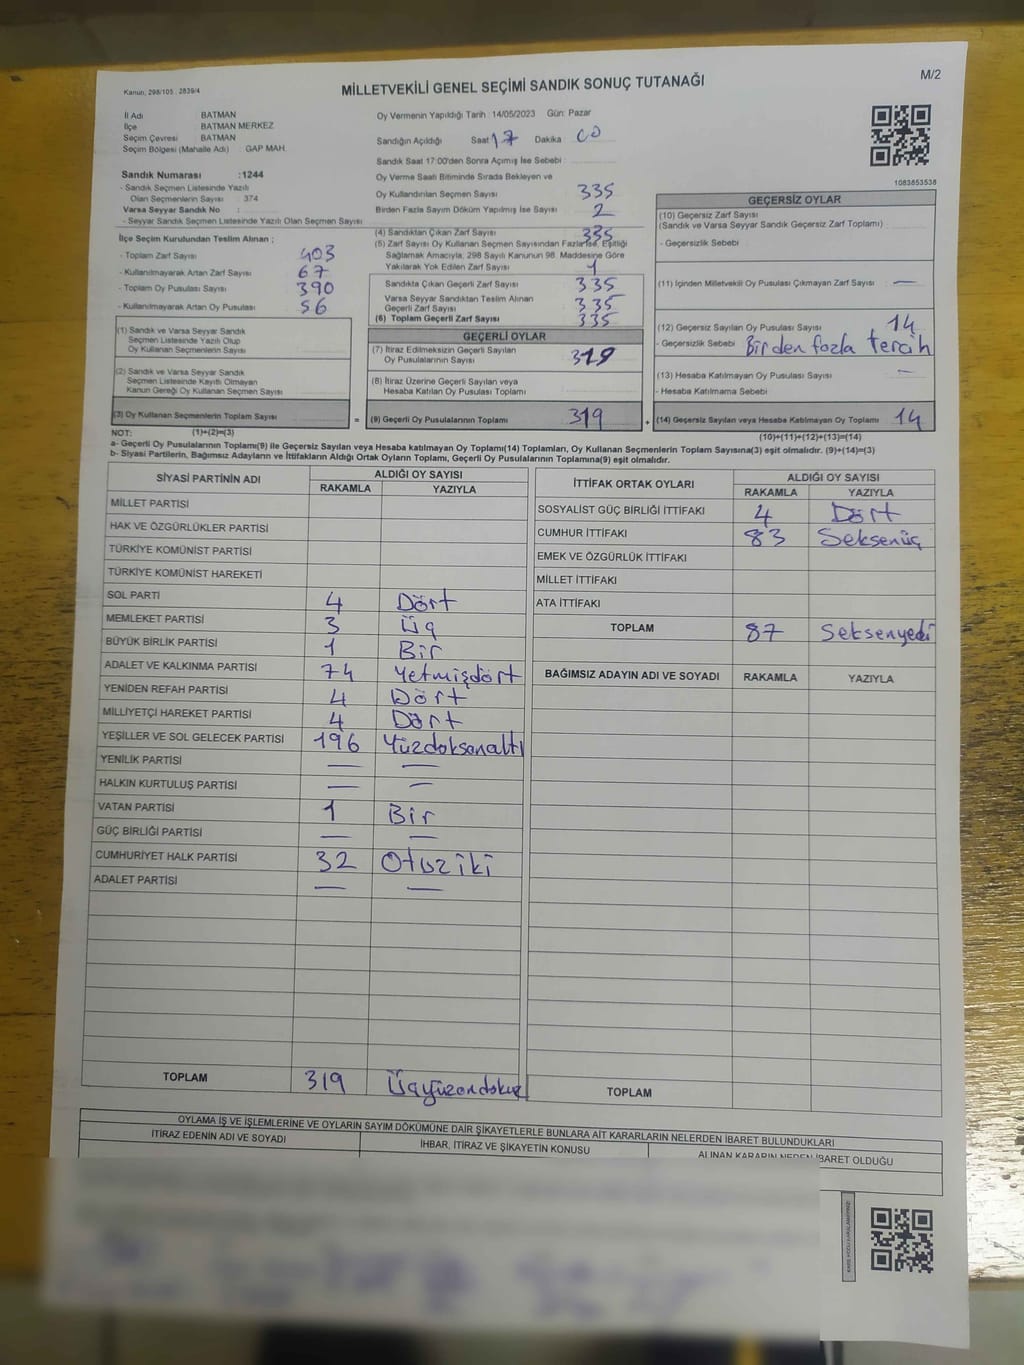 M/2
Kanun, 298/105 , 2839/4
MİLLETVEKİLİ GENEL SEÇİMİ SANDIK SONUÇ TUTANAĞI
İl Adı BATMAN
İlçe BATMAN MERKEZ
Seçim Çevresi BATMAN
Seçim Bölgesi (Mahalle Adı) : GAP MAH.
Oy Vermenin Yapıldığı Tarih : 14/05/2023 Gün: Pazar
Sandığın Açıldığı Saat 17 Dakika 00
Sandık Saat 17:00'den Sonra Açımış İse Sebebi
Oy Verme Saati Bitiminde Sırada Bekleyen ve
Oy Kullandırılan Seçmen Sayısı 335
Birden Fazla Sayım Döküm Yapılmış İse Sayısı 2
Sandık Numarası :1244
- Sandık Seçmen Listesinde Yazılı
Olan Seçmenlerin Sayısı : 374
Varsa Seyyar Sandık No :
- Seyyar Sandık Seçmen Listesinde Yazılı Olan Seçmen Sayısı
İlçe Seçim Kurulundan Teslim Alınan ;
- Toplam Zarf Sayısı 403
- Kullanılmayarak Artan Zarf Sayısı 67
- Toplam Oy Pusulası Sayısı 390
- Kullanılmayarak Artan Oy Pusulası 56
(4) Sandıktan Çıkan Zarf Sayısı 335
(5) Zarf Sayısı Oy Kullanan Seçmen Sayısından Fazla ise, Eşitliği
Sağlamak Amacıyla, 298 Sayılı Kanunun 98. Maddesine Göre
Yakılarak Yok Edilen Zarf Sayısı 1
Sandıkta Çıkan Geçerli Zarf Sayısı 335
Varsa Seyyar Sandıktan Teslim Alınan
Geçerli Zarf Sayısı 335
(6) Toplam Geçerli Zarf Sayısı 335
1083853538
GEÇERSİZ OYLAR
(10) Geçersiz Zarf Sayısı
(Sandık ve Varsa Seyyar Sandık Geçersiz Zarf Toplamı)
- Geçersizlik Sebebi
(11) İçinden Milletvekili Oy Pusulası Çıkmayan Zarf Sayısı —
(12) Geçersiz Sayılan Oy Pusulası Sayısı 14
- Geçersizlik Sebebi Birden fazla tercih
(13) Hesaba Katılmayan Oy Pusulası Sayısı —
- Hesaba Katılmama Sebebi
(14) Geçersiz Sayılan veya Hesaba Katılmayan Oy Toplamı 14
(10)+(11)+(12)+(13)=(14)
(1) Sandık ve Varsa Seyyar Sandık
Seçmen Listesinde Yazılı Olup
Oy Kullanan Seçmenlerin Sayısı
(2) Sandık ve Varsa Seyyar Sandık
Seçmen Listesinde Kayıtlı Olmayan
Kanun Gereği Oy Kullanan Seçmen Sayısı
(3) Oy Kullanan Seçmenlerin Toplam Sayısı =
(1)+(2)=(3)
GEÇERLİ OYLAR
(7) İtiraz Edilmeksizin Geçerli Sayılan
Oy Pusulalarının Sayısı 319
(8) İtiraz Üzerine Geçerli Sayılan veya
Hesaba Katılan Oy Pusulası Toplamı
(9) Geçerli Oy Pusulalarının Toplamı 319 +
NOT:
a- Geçerli Oy Pusulalarının Toplamı(9) ile Geçersiz Sayılan veya Hesaba katılmayan Oy Toplamı(14) Toplamları, Oy Kullanan Seçmenlerin Toplam Sayısına(3) eşit olmalıdır. (9)+(14)=(3)
b- Siyasi Partilerin, Bağımsız Adayların ve İttifakların Aldığı Ortak Oyların Toplamı, Geçerli Oy Pusulalarının Toplamına(9) eşit olmalıdır.
SİYASİ PARTİNİN ADI ALDIĞI OY SAYISI
RAKAMLA YAZIYLA
MİLLET PARTİSİ
HAK VE ÖZGÜRLÜKLER PARTİSİ
TÜRKİYE KOMÜNİST PARTİSİ
TÜRKİYE KOMÜNİST HAREKETİ
SOL PARTİ 4 Dört
MEMLEKET PARTİSİ 3 Üç
BÜYÜK BİRLİK PARTİSİ 1 Bir
ADALET VE KALKINMA PARTİSİ 74 Yetmişdört
YENİDEN REFAH PARTİSİ 4 Dört
MİLLİYETÇİ HAREKET PARTİSİ 4 Dört
YEŞİLLER VE SOL GELECEK PARTİSİ 196 Yüzdoksanaltı
YENİLİK PARTİSİ — —
HALKIN KURTULUŞ PARTİSİ — —
VATAN PARTİSİ 1 Bir
GÜÇ BİRLİĞİ PARTİSİ — —
CUMHURİYET HALK PARTİSİ 32 Otuziki
ADALET PARTİSİ — —
TOPLAM 319 Üçyüzondokuz
İTTİFAK ORTAK OYLARI ALDIĞI OY SAYISI
RAKAMLA YAZIYLA
SOSYALİST GÜÇ BİRLİĞİ İTTİFAKI 4 Dört
CUMHUR İTTİFAKI 83 Seksenüç
EMEK VE ÖZGÜRLÜK İTTİFAKI
MİLLET İTTİFAKI
ATA İTTİFAKI
TOPLAM 87 Seksenyedi
BAĞIMSIZ ADAYIN ADI VE SOYADI RAKAMLA YAZIYLA
TOPLAM
OYLAMA İŞ VE İŞLEMLERİNE VE OYLARIN SAYIM DÖKÜMÜNE DAİR ŞİKAYETLERLE BUNLARA AİT KARARLARIN NELERDEN İBARET BULUNDUKLARI
İTİRAZ EDENİN ADI VE SOYADI İHBAR, İTİRAZ VE ŞİKAYETİN KONUSU ALINAN KARARIN NEDEN İBARET OLDUĞU